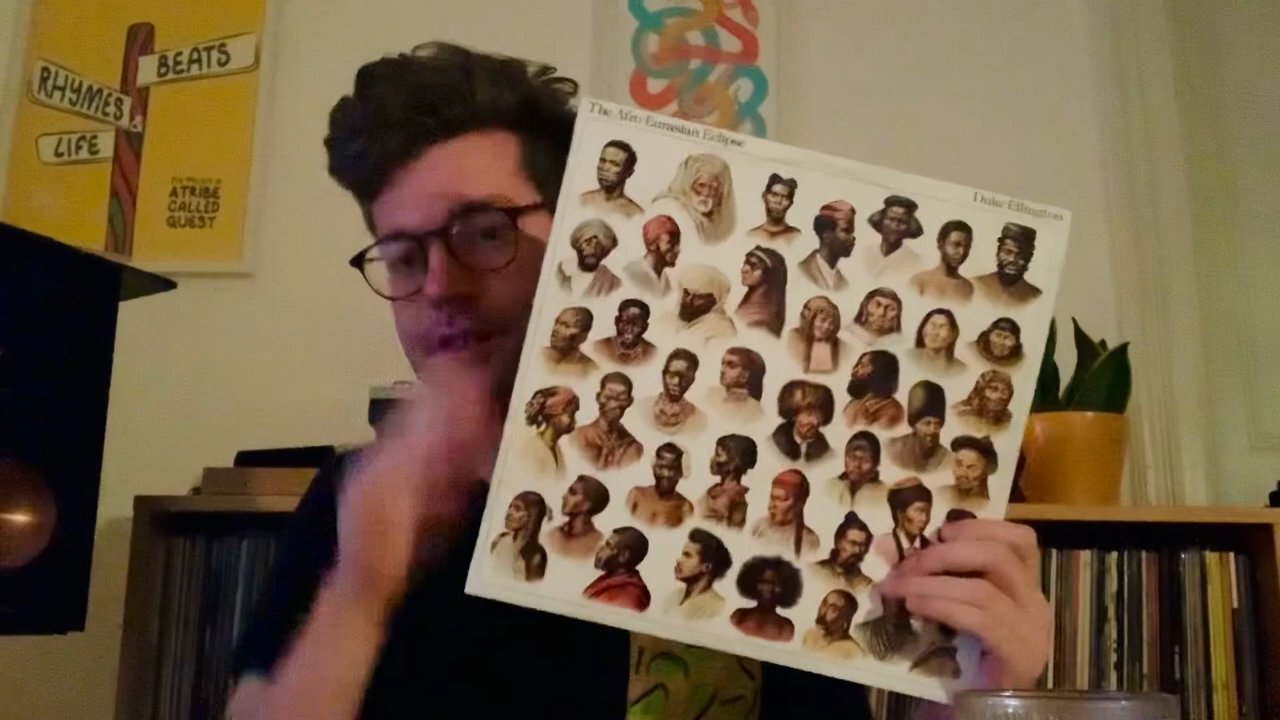 RHYMES
BEATS
LIFE
A TRIBE
CALLED
QUEST
The Afro Eurasian Eclipse
Duke Ellington